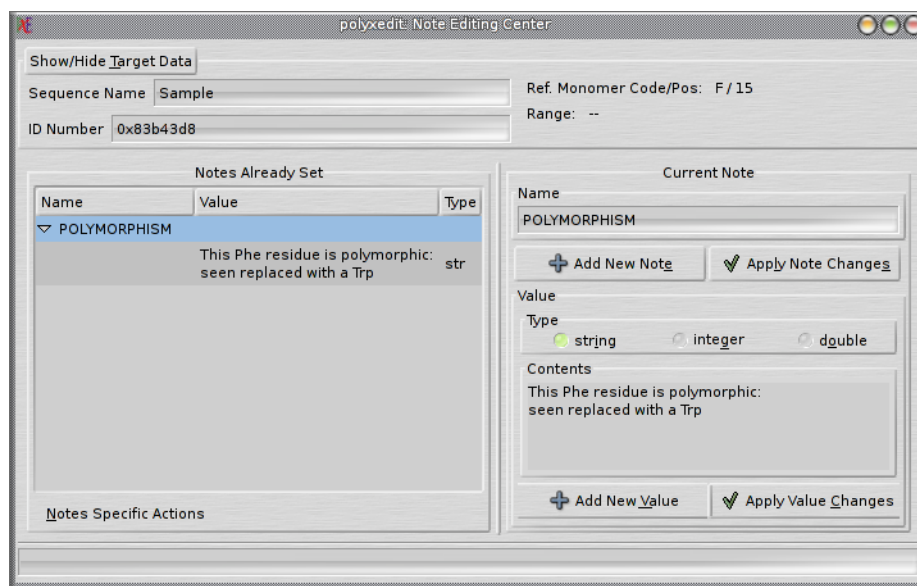 polyxedit: Note Editing Center
Show/Hide Target Data
Sequence Name Sample
ID Number 0x83b43d8
Ref. Monomer Code/Pos: F / 15
Range: --
Notes Already Set
Name Value Type
POLYMORPHISM
This Phe residue is polymorphic:
seen replaced with a Trp
str
Notes Specific Actions
Current Note
Name
POLYMORPHISM
Add New Note Apply Note Changes
Value
Type
string integer double
Contents
This Phe residue is polymorphic:
seen replaced with a Trp
Add New Value Apply Value Changes